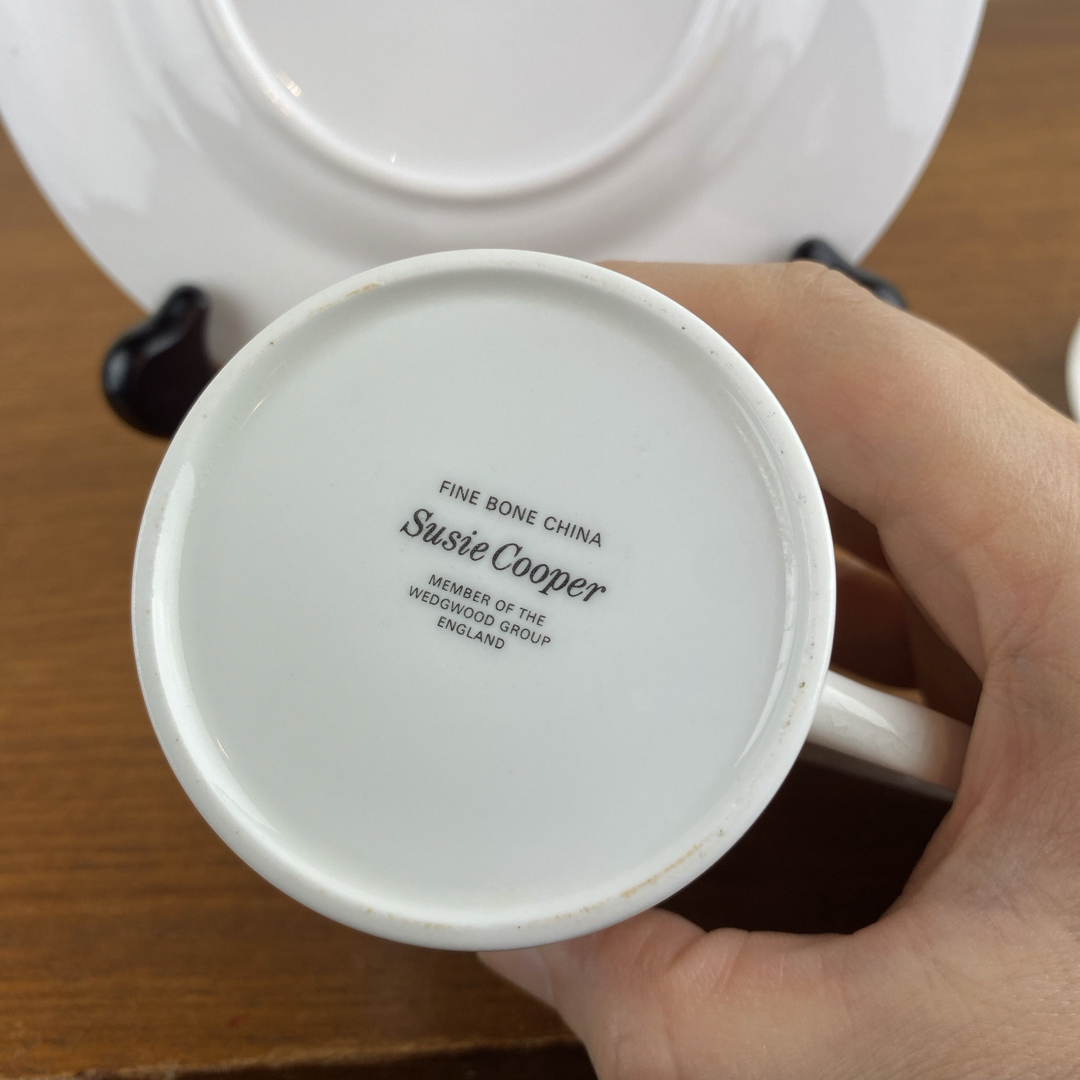 FINE BONE CHINA
Susie Cooper
MEMBER OF THE
WEDGWOOD GROUP
ENGLAND